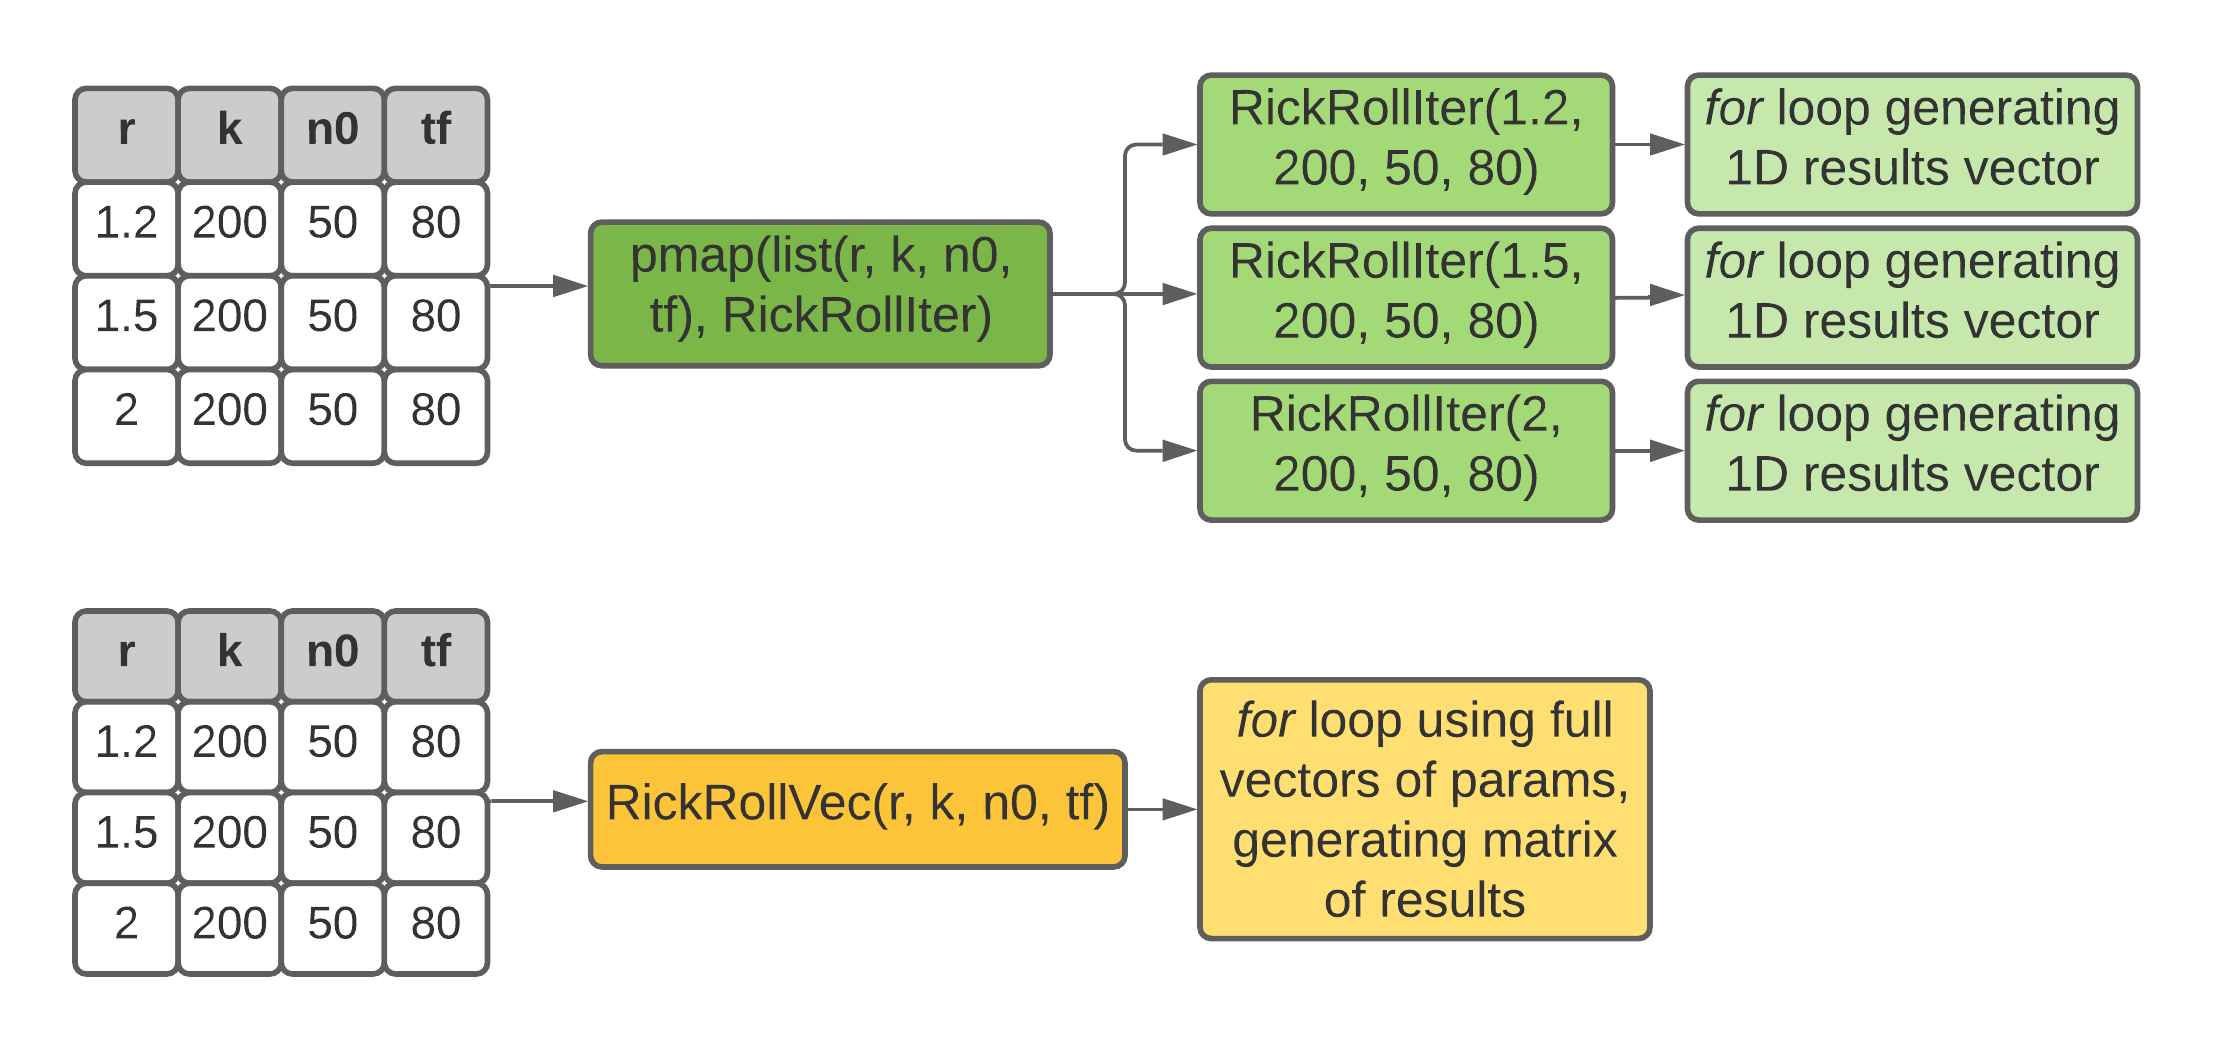 r k n0 tf
1.2 200 50 80
1.5 200 50 80
2 200 50 80
pmap(list(r, k, n0,
tf), RickRollIter)
RickRollIter(1.2,
200, 50, 80)
for loop generating
1D results vector
RickRollIter(1.5,
200, 50, 80)
for loop generating
1D results vector
RickRollIter(2,
200, 50, 80)
for loop generating
1D results vector
r k n0 tf
1.2 200 50 80
1.5 200 50 80
2 200 50 80
RickRollVec(r, k, n0, tf)
for loop using full
vectors of params,
generating matrix
of results